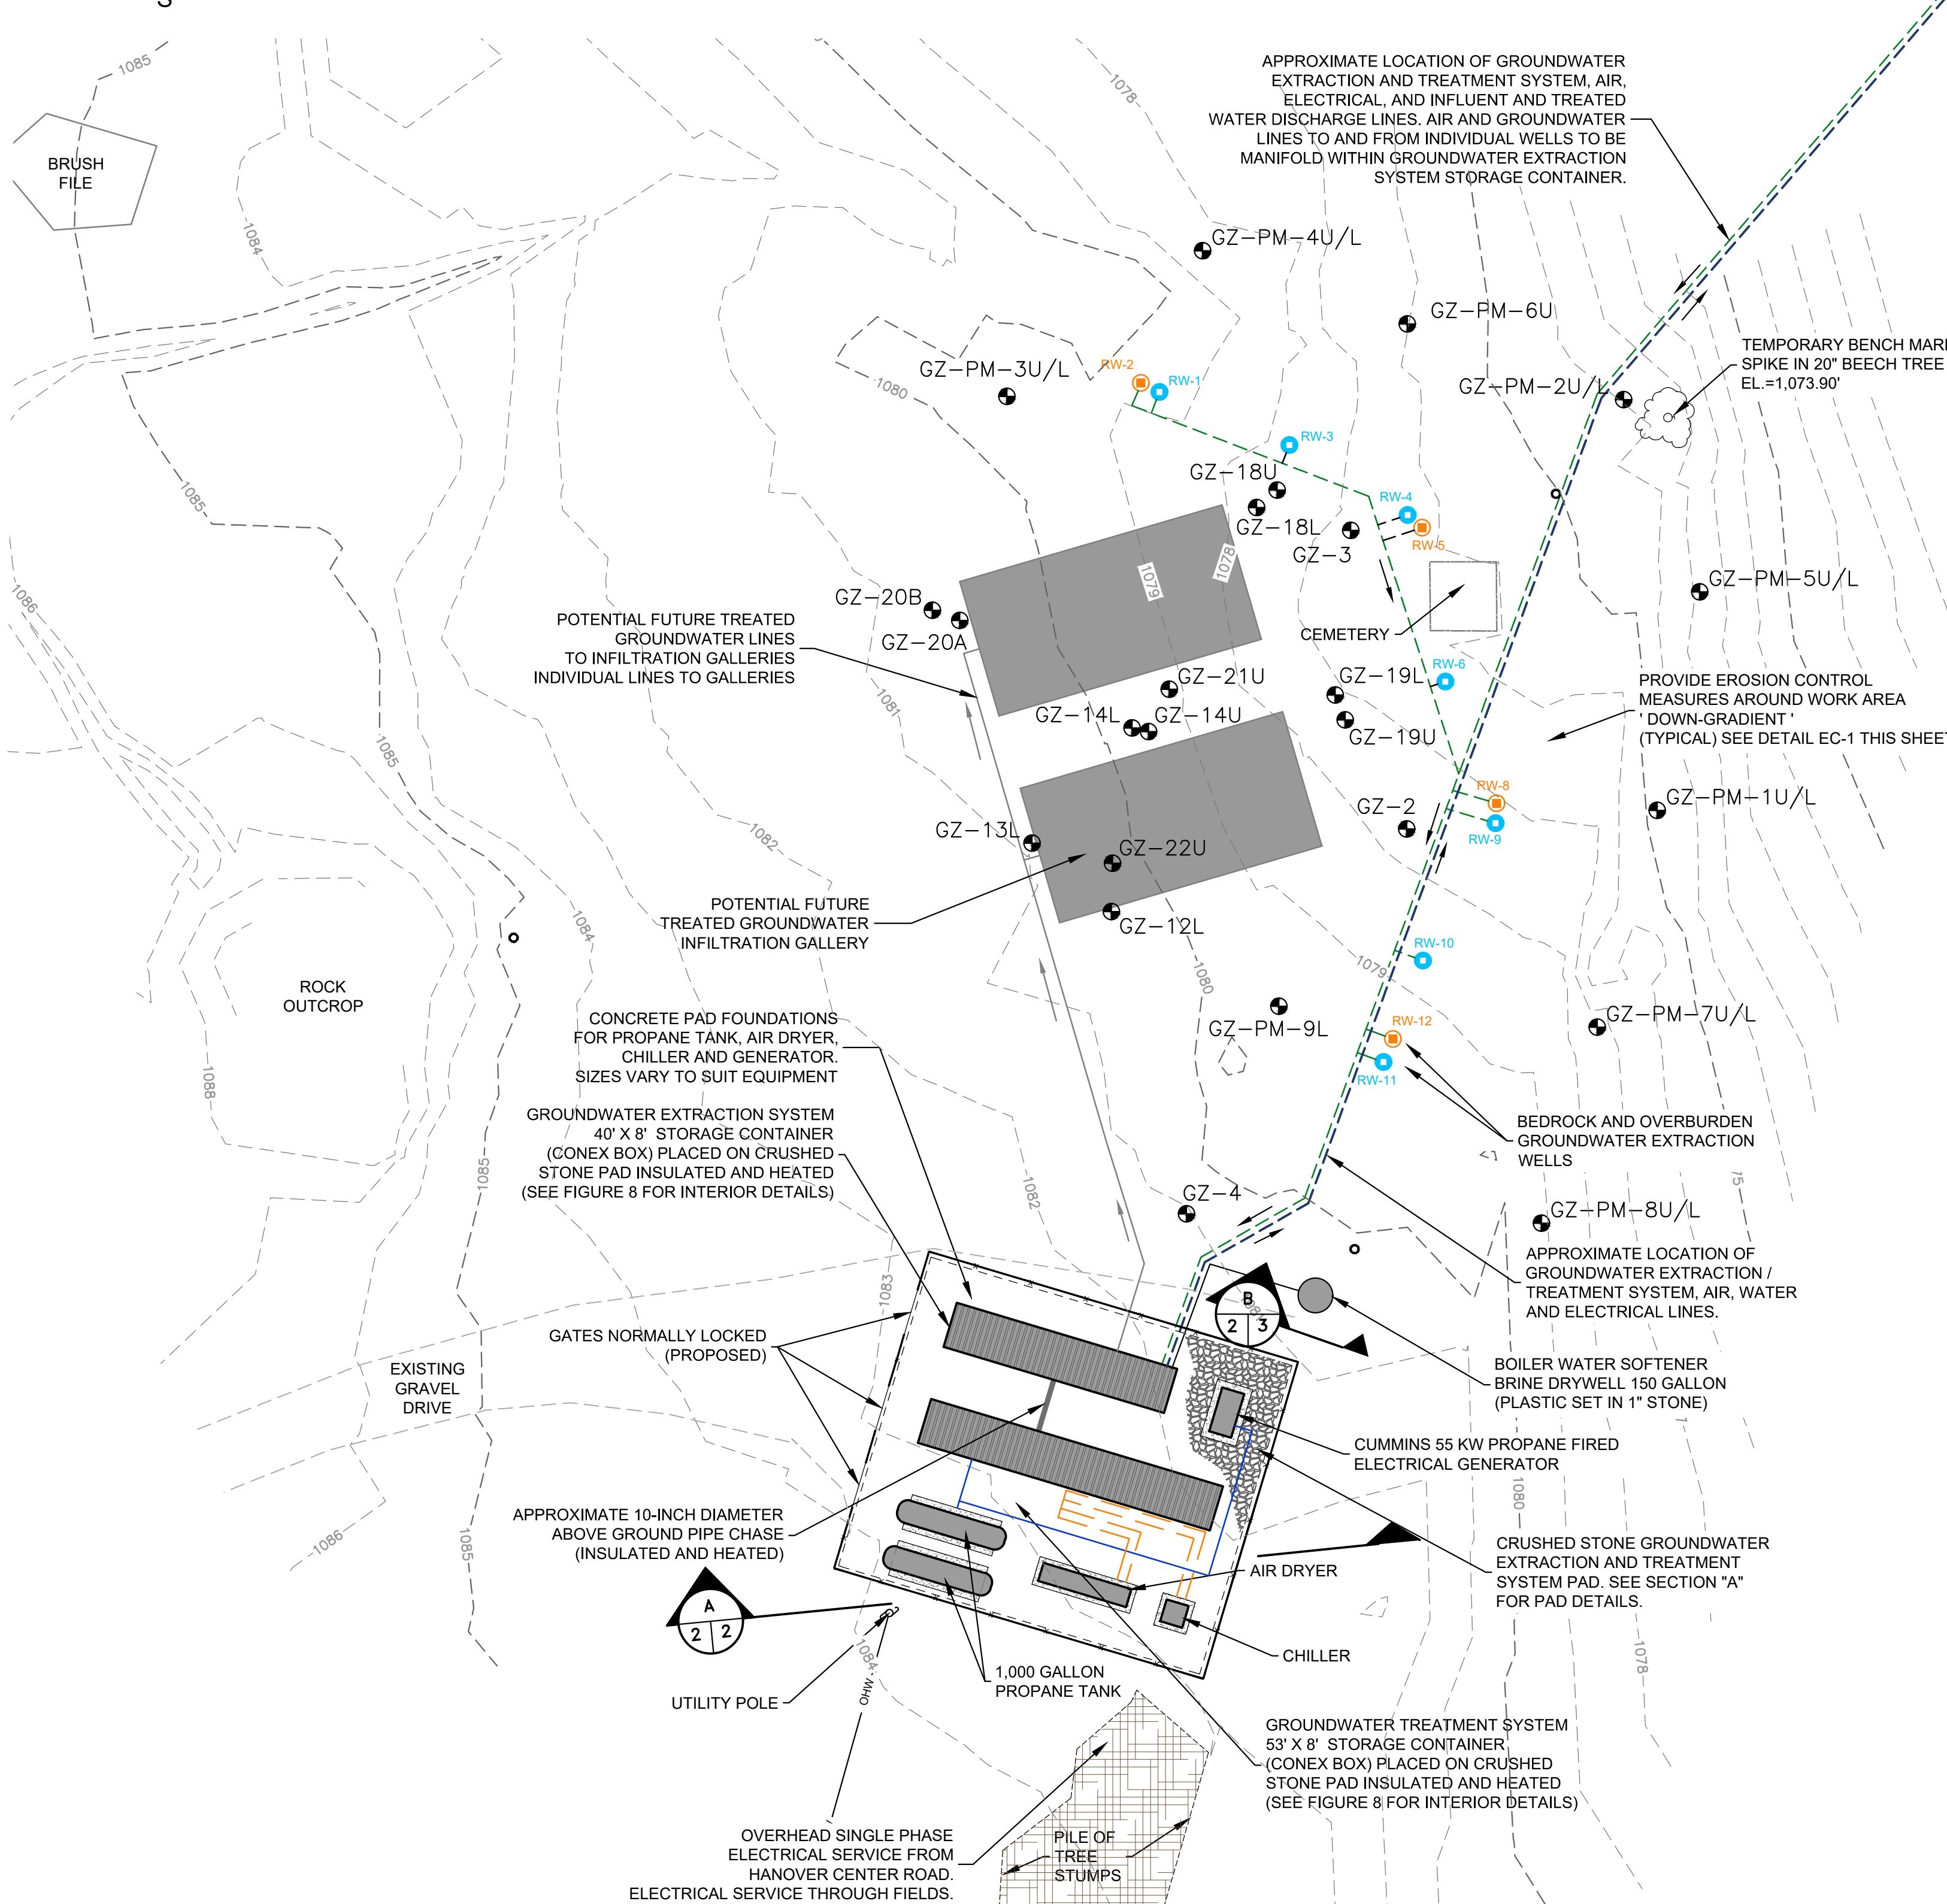 S
1085
1078
APPROXIMATE LOCATION OF GROUNDWATER
EXTRACTION AND TREATMENT SYSTEM, AIR,
ELECTRICAL, AND INFLUENT AND TREATED
WATER DISCHARGE LINES. AIR AND GROUNDWATER
LINES TO AND FROM INDIVIDUAL WELLS TO BE
MANIFOLD WITHIN GROUNDWATER EXTRACTION
SYSTEM STORAGE CONTAINER.
BRUSH
FILE
1084
GZ-PM-4U/L
GZ-PM-6U
TEMPORARY BENCH MARK
SPIKE IN 20" BEECH TREE
EL.=1,073.90'
GZ-PM-3U/L
1080
RW-2
RW-1
GZ-PM-2U/L
RW-3
GZ-18U
GZ-18L
GZ-3
RW-4
RW-5
1085
1079
1078
1086
GZ-20B
GZ-20A
POTENTIAL FUTURE TREATED
GROUNDWATER LINES
TO INFILTRATION GALLERIES
INDIVIDUAL LINES TO GALLERIES
CEMETERY
GZ-PM-5U/L
RW-6
GZ-19L
GZ-19U
GZ-21U
GZ-14L
GZ-14U
1081
PROVIDE EROSION CONTROL
MEASURES AROUND WORK AREA
' DOWN-GRADIENT '
(TYPICAL) SEE DETAIL EC-1 THIS SHEET
1085
RW-8
RW-9
GZ-2
GZ-PM-1U/L
GZ-13L
1082
GZ-22U
GZ-12L
POTENTIAL FUTURE
TREATED GROUNDWATER
INFILTRATION GALLERY
1084
RW-10
1079
1080
ROCK
OUTCROP
GZ-PM-9L
RW-12
RW-11
GZ-PM-7U/L
CONCRETE PAD FOUNDATIONS
FOR PROPANE TANK, AIR DRYER,
CHILLER AND GENERATOR.
SIZES VARY TO SUIT EQUIPMENT
1088
GROUNDWATER EXTRACTION SYSTEM
40' X 8' STORAGE CONTAINER
(CONEX BOX) PLACED ON CRUSHED
STONE PAD INSULATED AND HEATED
(SEE FIGURE 8 FOR INTERIOR DETAILS)
BEDROCK AND OVERBURDEN
GROUNDWATER EXTRACTION
WELLS
1085
1082
75
GZ-4
GZ-PM-8U/L
APPROXIMATE LOCATION OF
GROUNDWATER EXTRACTION /
TREATMENT SYSTEM, AIR, WATER
AND ELECTRICAL LINES.
1083
B
2 3
GATES NORMALLY LOCKED
(PROPOSED)
EXISTING
GRAVEL
DRIVE
BOILER WATER SOFTENER
BRINE DRYWELL 150 GALLON
(PLASTIC SET IN 1" STONE)
CUMMINS 55 KW PROPANE FIRED
ELECTRICAL GENERATOR
1080
APPROXIMATE 10-INCH DIAMETER
ABOVE GROUND PIPE CHASE
(INSULATED AND HEATED)
1086
1085
CRUSHED STONE GROUNDWATER
EXTRACTION AND TREATMENT
SYSTEM PAD. SEE SECTION "A"
FOR PAD DETAILS.
AIR DRYER
A
2 2
CHILLER
1084
1078
1,000 GALLON
PROPANE TANK
UTILITY POLE
OHW
GROUNDWATER TREATMENT SYSTEM
53' X 8' STORAGE CONTAINER
(CONEX BOX) PLACED ON CRUSHED
STONE PAD INSULATED AND HEATED
(SEE FIGURE 8 FOR INTERIOR DETAILS)
OVERHEAD SINGLE PHASE
ELECTRICAL SERVICE FROM
HANOVER CENTER ROAD.
ELECTRICAL SERVICE THROUGH FIELDS.
PILE OF
TREE
STUMPS